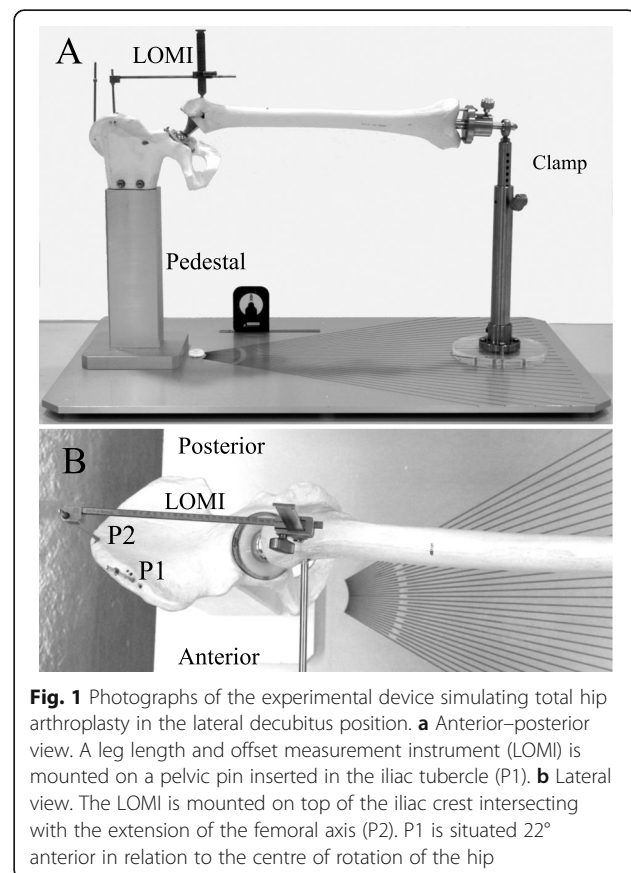 A
LOMI
Clamp
Pedestal
B
Posterior
LOMI
P2
P1
Anterior
Fig. 1 Photographs of the experimental device simulating total hip
arthroplasty in the lateral decubitus position. a Anterior–posterior
view. A leg length and offset measurement instrument (LOMI) is
mounted on a pelvic pin inserted in the iliac tubercle (P1). b Lateral
view. The LOMI is mounted on top of the iliac crest intersecting
with the extension of the femoral axis (P2). P1 is situated 22°
anterior in relation to the centre of rotation of the hip